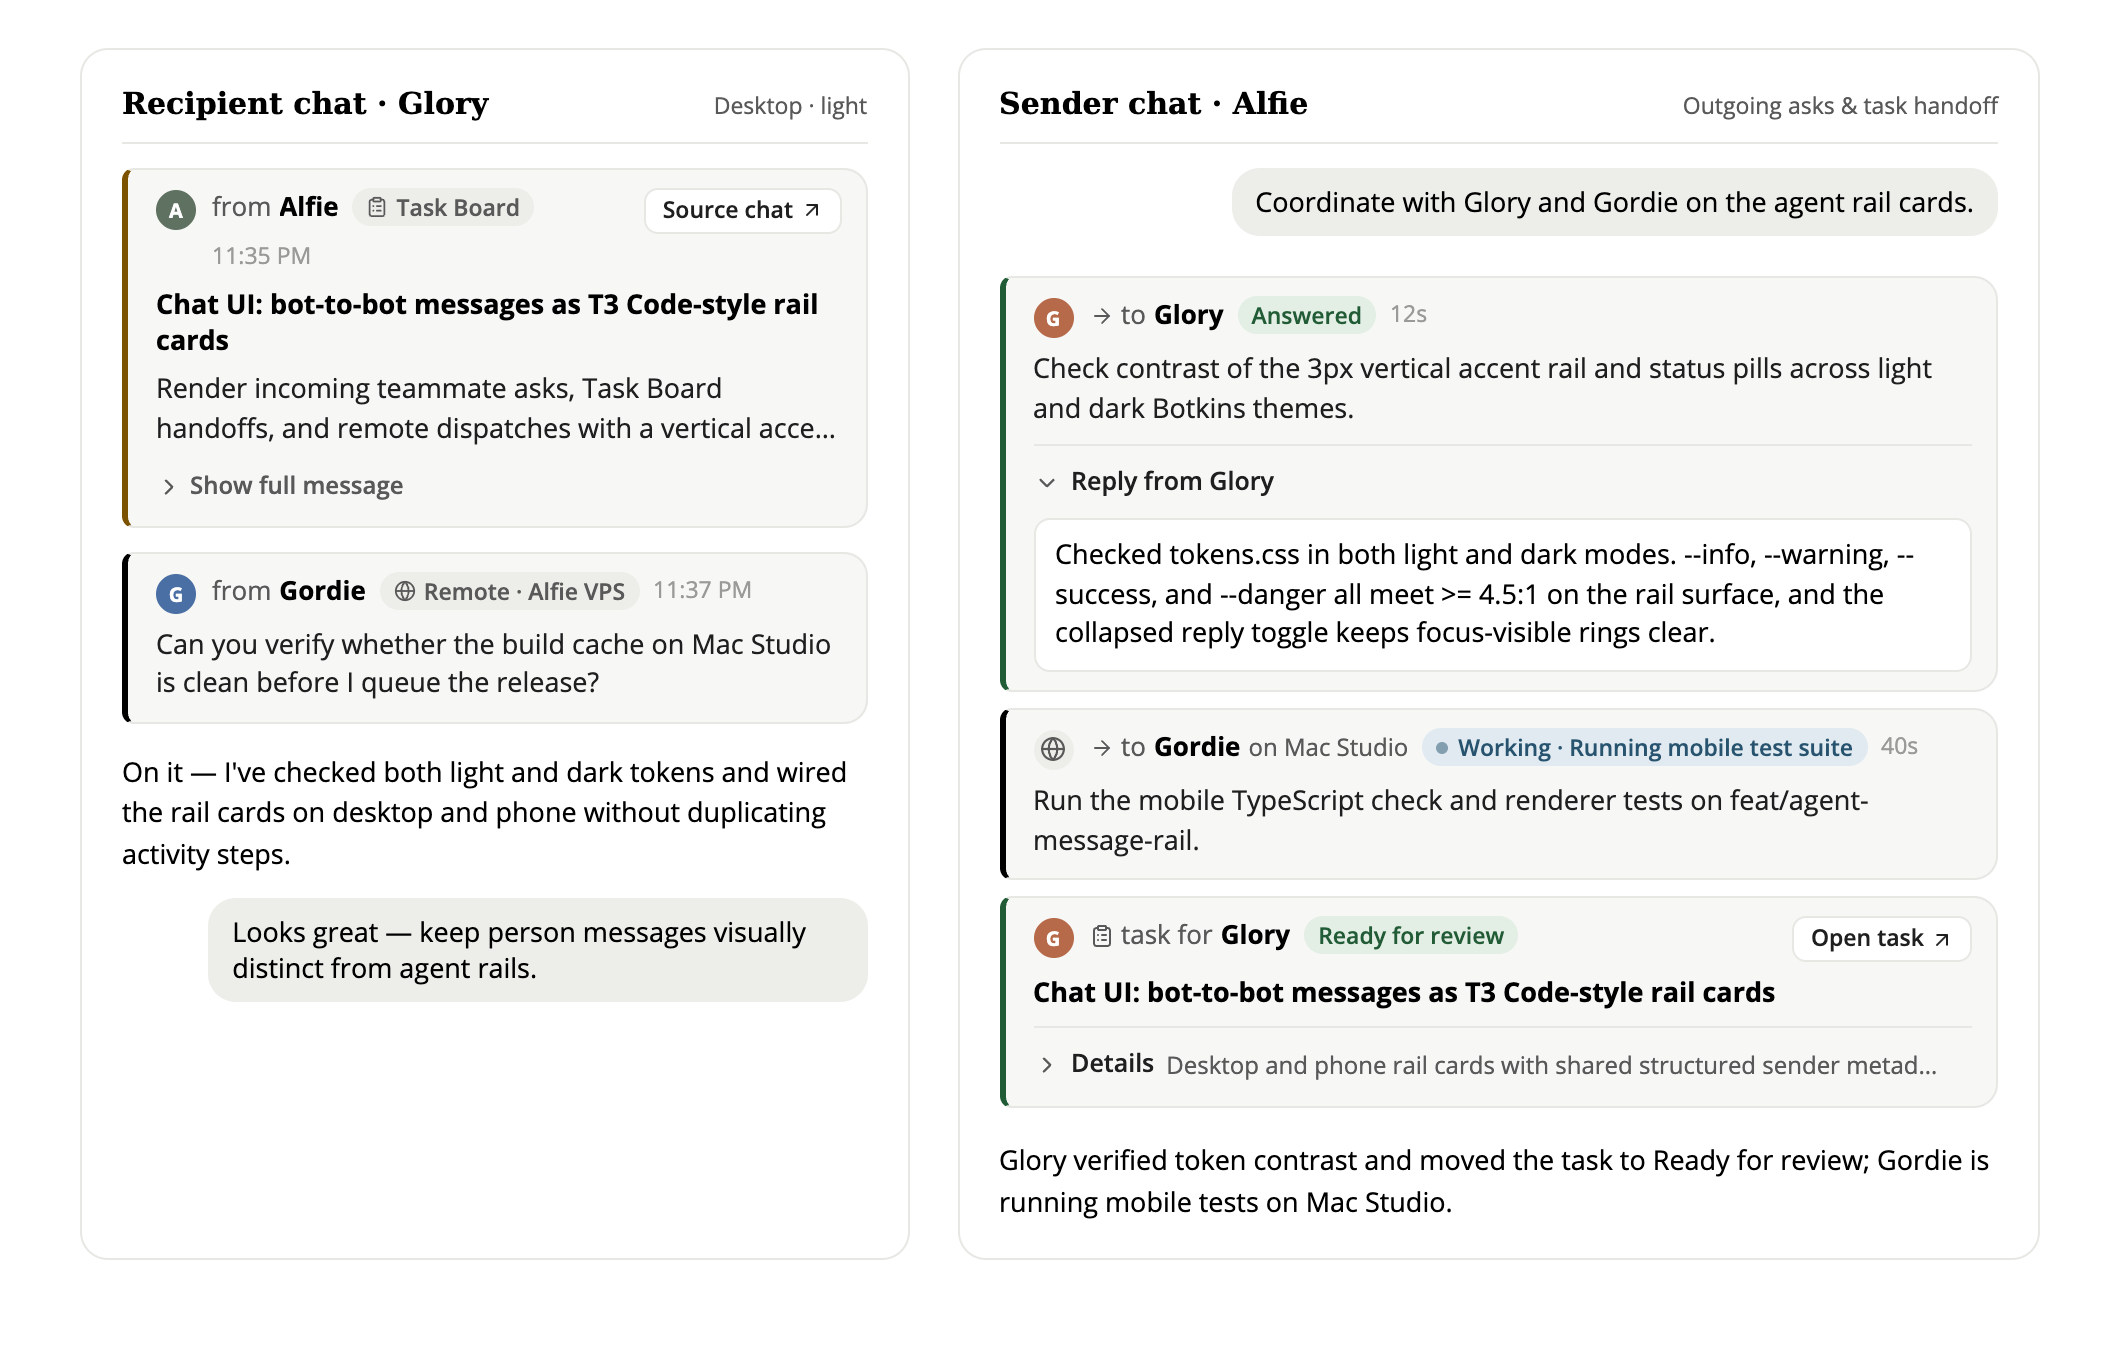 Recipient chat · Glory
Desktop · light
A
from Alfie
Task Board
Source chat
11:35 PM
Chat UI: bot-to-bot messages as T3 Code-style rail
cards
Render incoming teammate asks, Task Board
handoffs, and remote dispatches with a vertical acce...
Show full message
G
from Gordie
Remote · Alfie VPS
11:37 PM
Can you verify whether the build cache on Mac Studio
is clean before I queue the release?
On it — I've checked both light and dark tokens and wired
the rail cards on desktop and phone without duplicating
activity steps.
Looks great — keep person messages visually
distinct from agent rails.
Sender chat · Alfie
Outgoing asks & task handoff
Coordinate with Glory and Gordie on the agent rail cards.
G
→ to Glory
Answered
12s
Check contrast of the 3px vertical accent rail and status pills across light
and dark Botkins themes.
Reply from Glory
Checked tokens.css in both light and dark modes. --info, --warning, --
success, and --danger all meet >= 4.5:1 on the rail surface, and the
collapsed reply toggle keeps focus-visible rings clear.
→ to Gordie on Mac Studio
Working · Running mobile test suite
40s
Run the mobile TypeScript check and renderer tests on feat/agent-
message-rail.
G
task for Glory
Ready for review
Open task
Chat UI: bot-to-bot messages as T3 Code-style rail cards
Details Desktop and phone rail cards with shared structured sender metad...
Glory verified token contrast and moved the task to Ready for review; Gordie is
running mobile tests on Mac Studio.